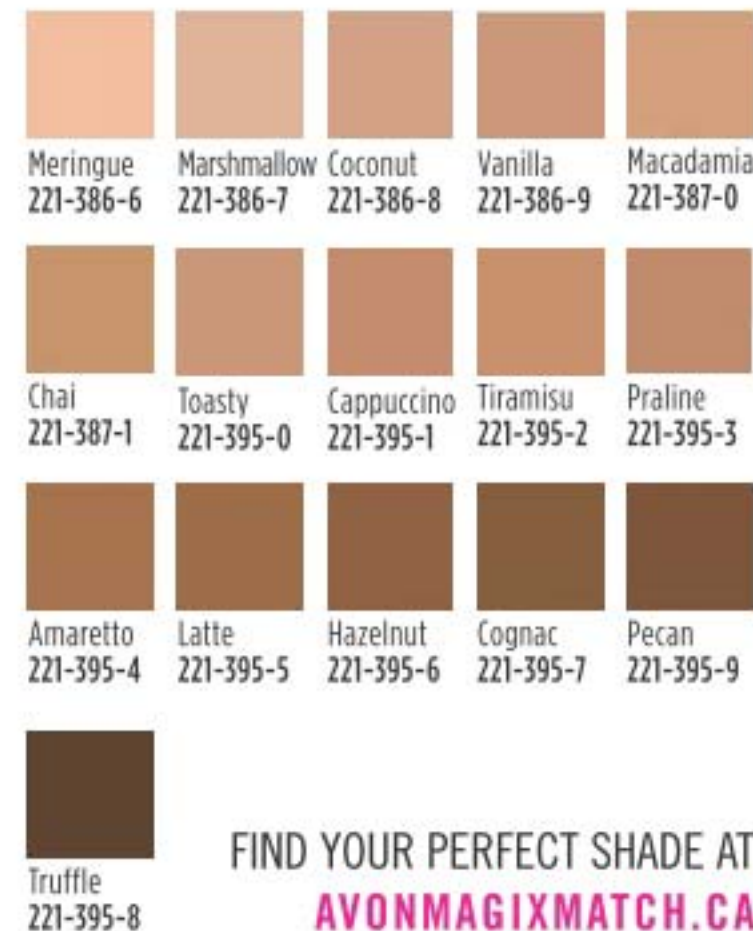 Meringue
221-386-6
Marshmallow
221-386-7
Coconut
221-386-8
Vanilla
221-386-9
Macadamia
221-387-0
Chai
221-387-1
Toasty
221-395-0
Cappuccino
221-395-1
Tiramisu
221-395-2
Praline
221-395-3
Amaretto
221-395-4
Latte
221-395-5
Hazelnut
221-395-6
Cognac
221-395-7
Pecan
221-395-9
Truffle
221-395-8
FIND YOUR PERFECT SHADE AT
AVONMAGIXMATCH.CA